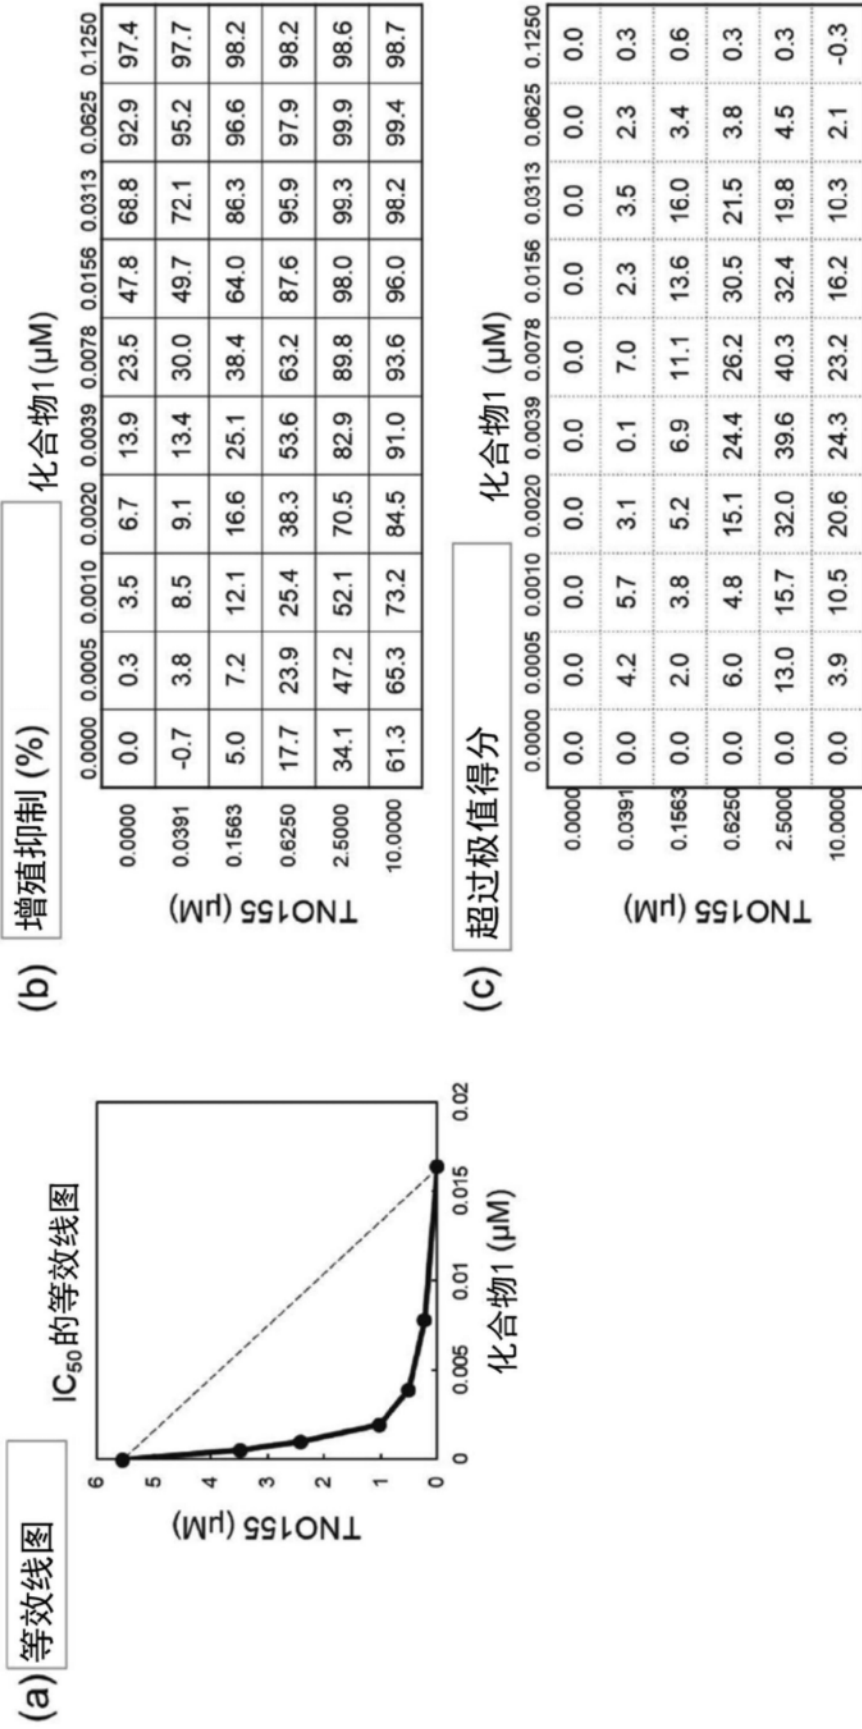 (a) 等效线图
IC50的等效线图
6
5
4
3
2
1
0
TNO155 (μM)
0 0.005 0.01 0.015 0.02
化合物1 (μM)
(b) 增殖抑制 (%)
化合物1 (μM)
0.0000 0.0005 0.0010 0.0020 0.0039 0.0078 0.0156 0.0313 0.0625 0.1250
TNO155 (μM)
0.0000 0.0 0.3 3.5 6.7 13.9 23.5 47.8 68.8 92.9 97.4
0.0391 -0.7 3.8 8.5 9.1 13.4 30.0 49.7 72.1 95.2 97.7
0.1563 5.0 7.2 12.1 16.6 25.1 38.4 64.0 86.3 96.6 98.2
0.6250 17.7 23.9 25.4 38.3 53.6 63.2 87.6 95.9 97.9 98.2
2.5000 34.1 47.2 52.1 70.5 82.9 89.8 98.0 99.3 99.9 98.6
10.0000 61.3 65.3 73.2 84.5 91.0 93.6 96.0 98.2 99.4 98.7
(c) 超过极值得分
化合物1 (μM)
0.0000 0.0005 0.0010 0.0020 0.0039 0.0078 0.0156 0.0313 0.0625 0.1250
TNO155 (μM)
0.0000 0.0 0.0 0.0 0.0 0.0 0.0 0.0 0.0 0.0 0.0
0.0391 0.0 4.2 5.7 3.1 0.1 7.0 2.3 3.5 2.3 0.3
0.1563 0.0 2.0 3.8 5.2 6.9 11.1 13.6 16.0 3.4 0.6
0.6250 0.0 6.0 4.8 15.1 24.4 26.2 30.5 21.5 3.8 0.3
2.5000 0.0 13.0 15.7 32.0 39.6 40.3 32.4 19.8 4.5 0.3
10.0000 0.0 3.9 10.5 20.6 24.3 23.2 16.2 10.3 2.1 -0.3